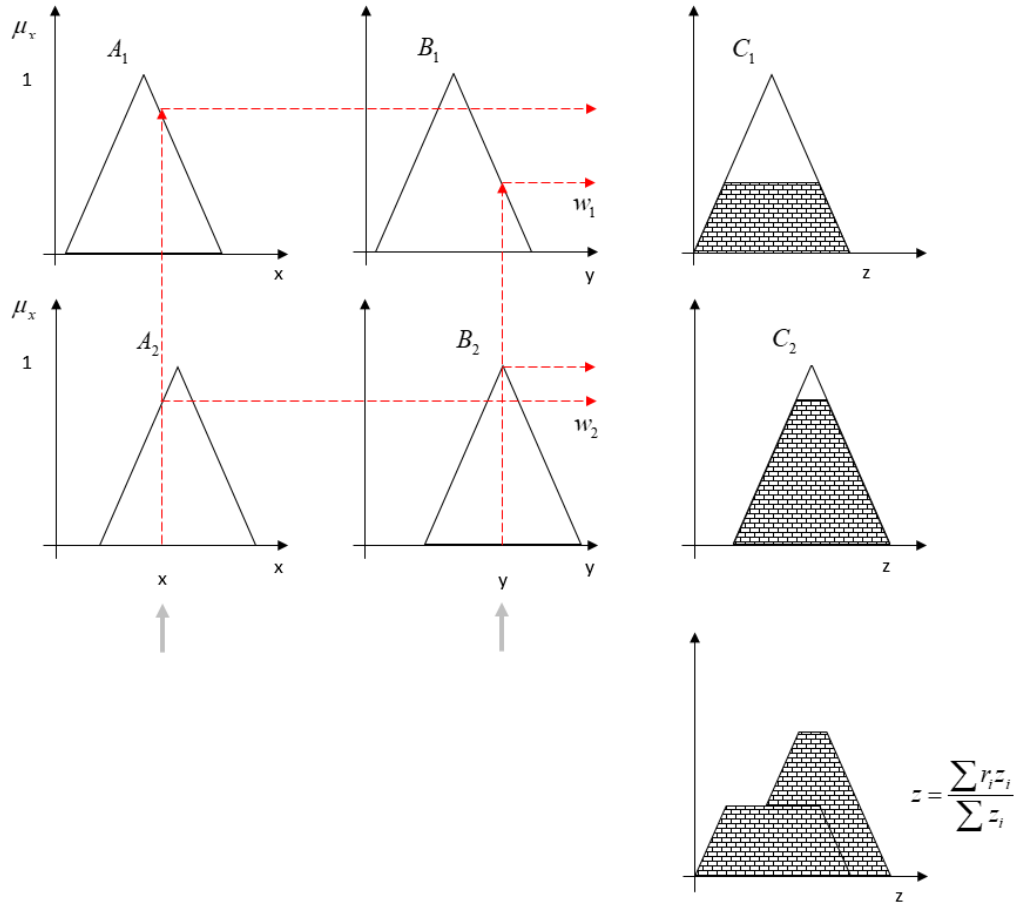 μₓ
A₁
B₁
C₁
1
w₁
x
y
z
μₓ
A₂
B₂
C₂
1
w₂
x
x
y
y
z
z = ∑ rᵢzᵢ / ∑ zᵢ
z